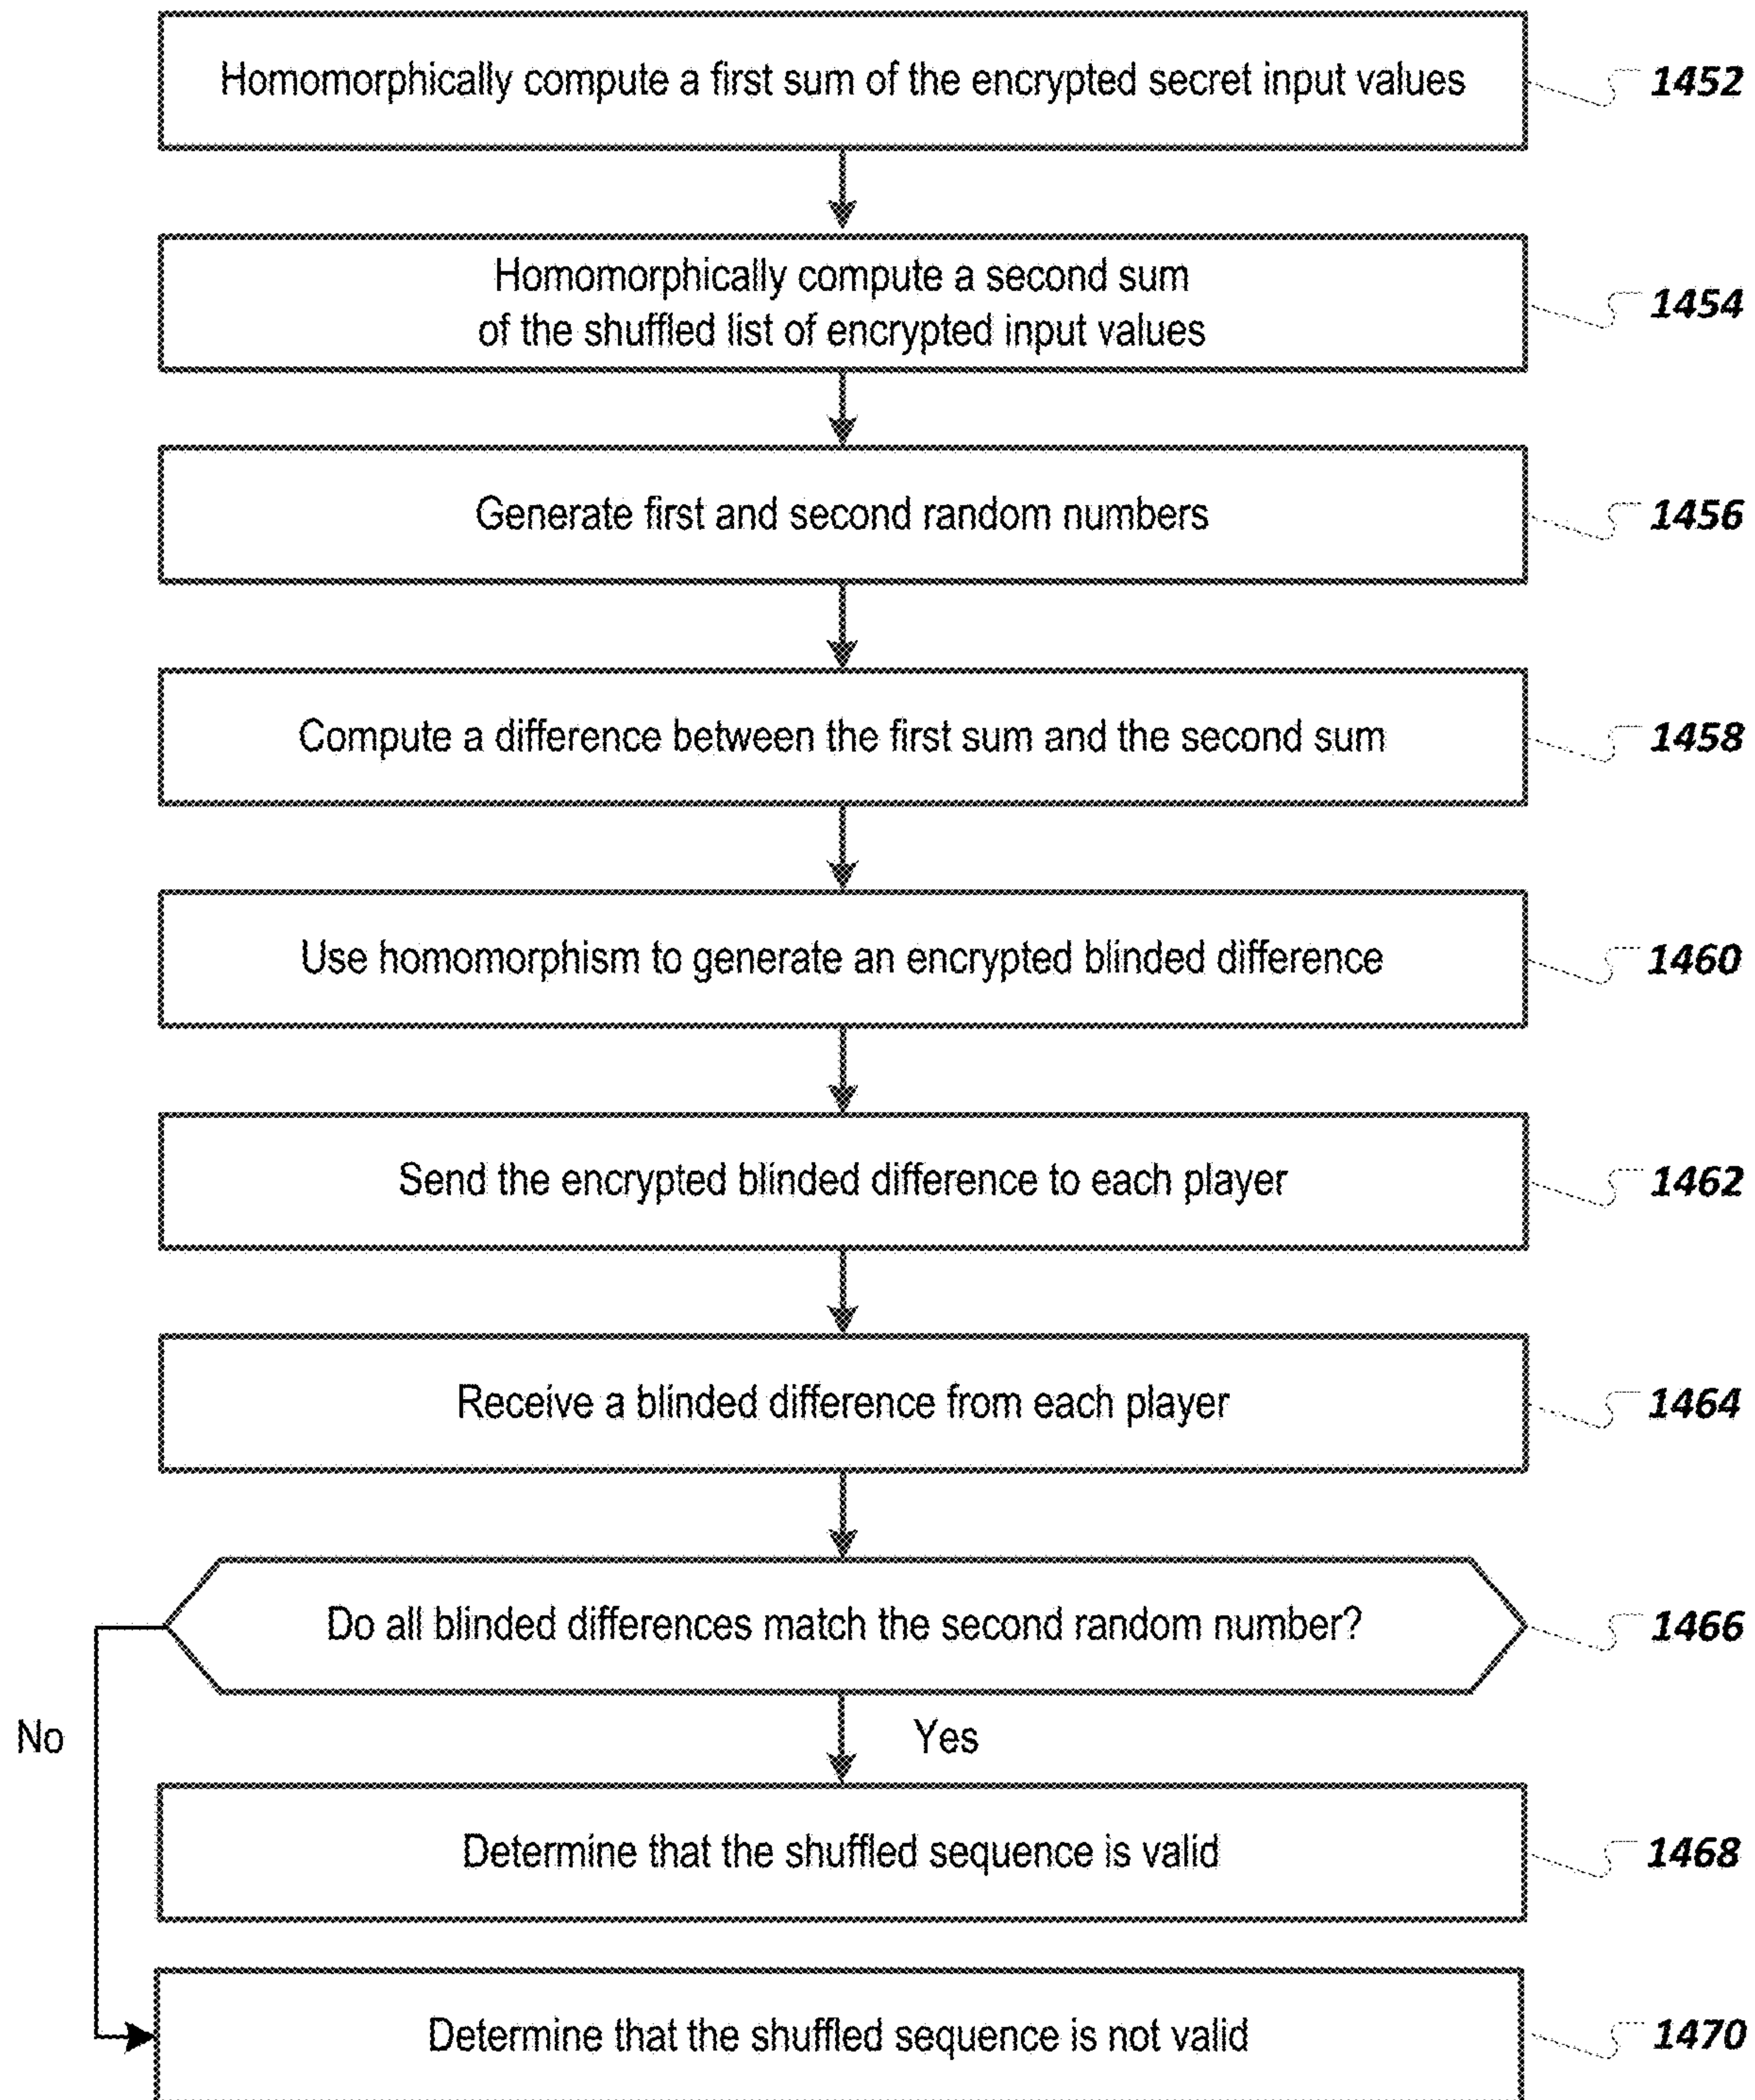 Homomorphically compute a first sum of the encrypted secret input values 1452
Homomorphically compute a second sum
of the shuffled list of encrypted input values 1454
Generate first and second random numbers 1456
Compute a difference between the first sum and the second sum 1458
Use homomorphism to generate an encrypted blinded difference 1460
Send the encrypted blinded difference to each player 1462
Receive a blinded difference from each player 1464
Do all blinded differences match the second random number? 1466
No Yes
Determine that the shuffled sequence is valid 1468
Determine that the shuffled sequence is not valid 1470